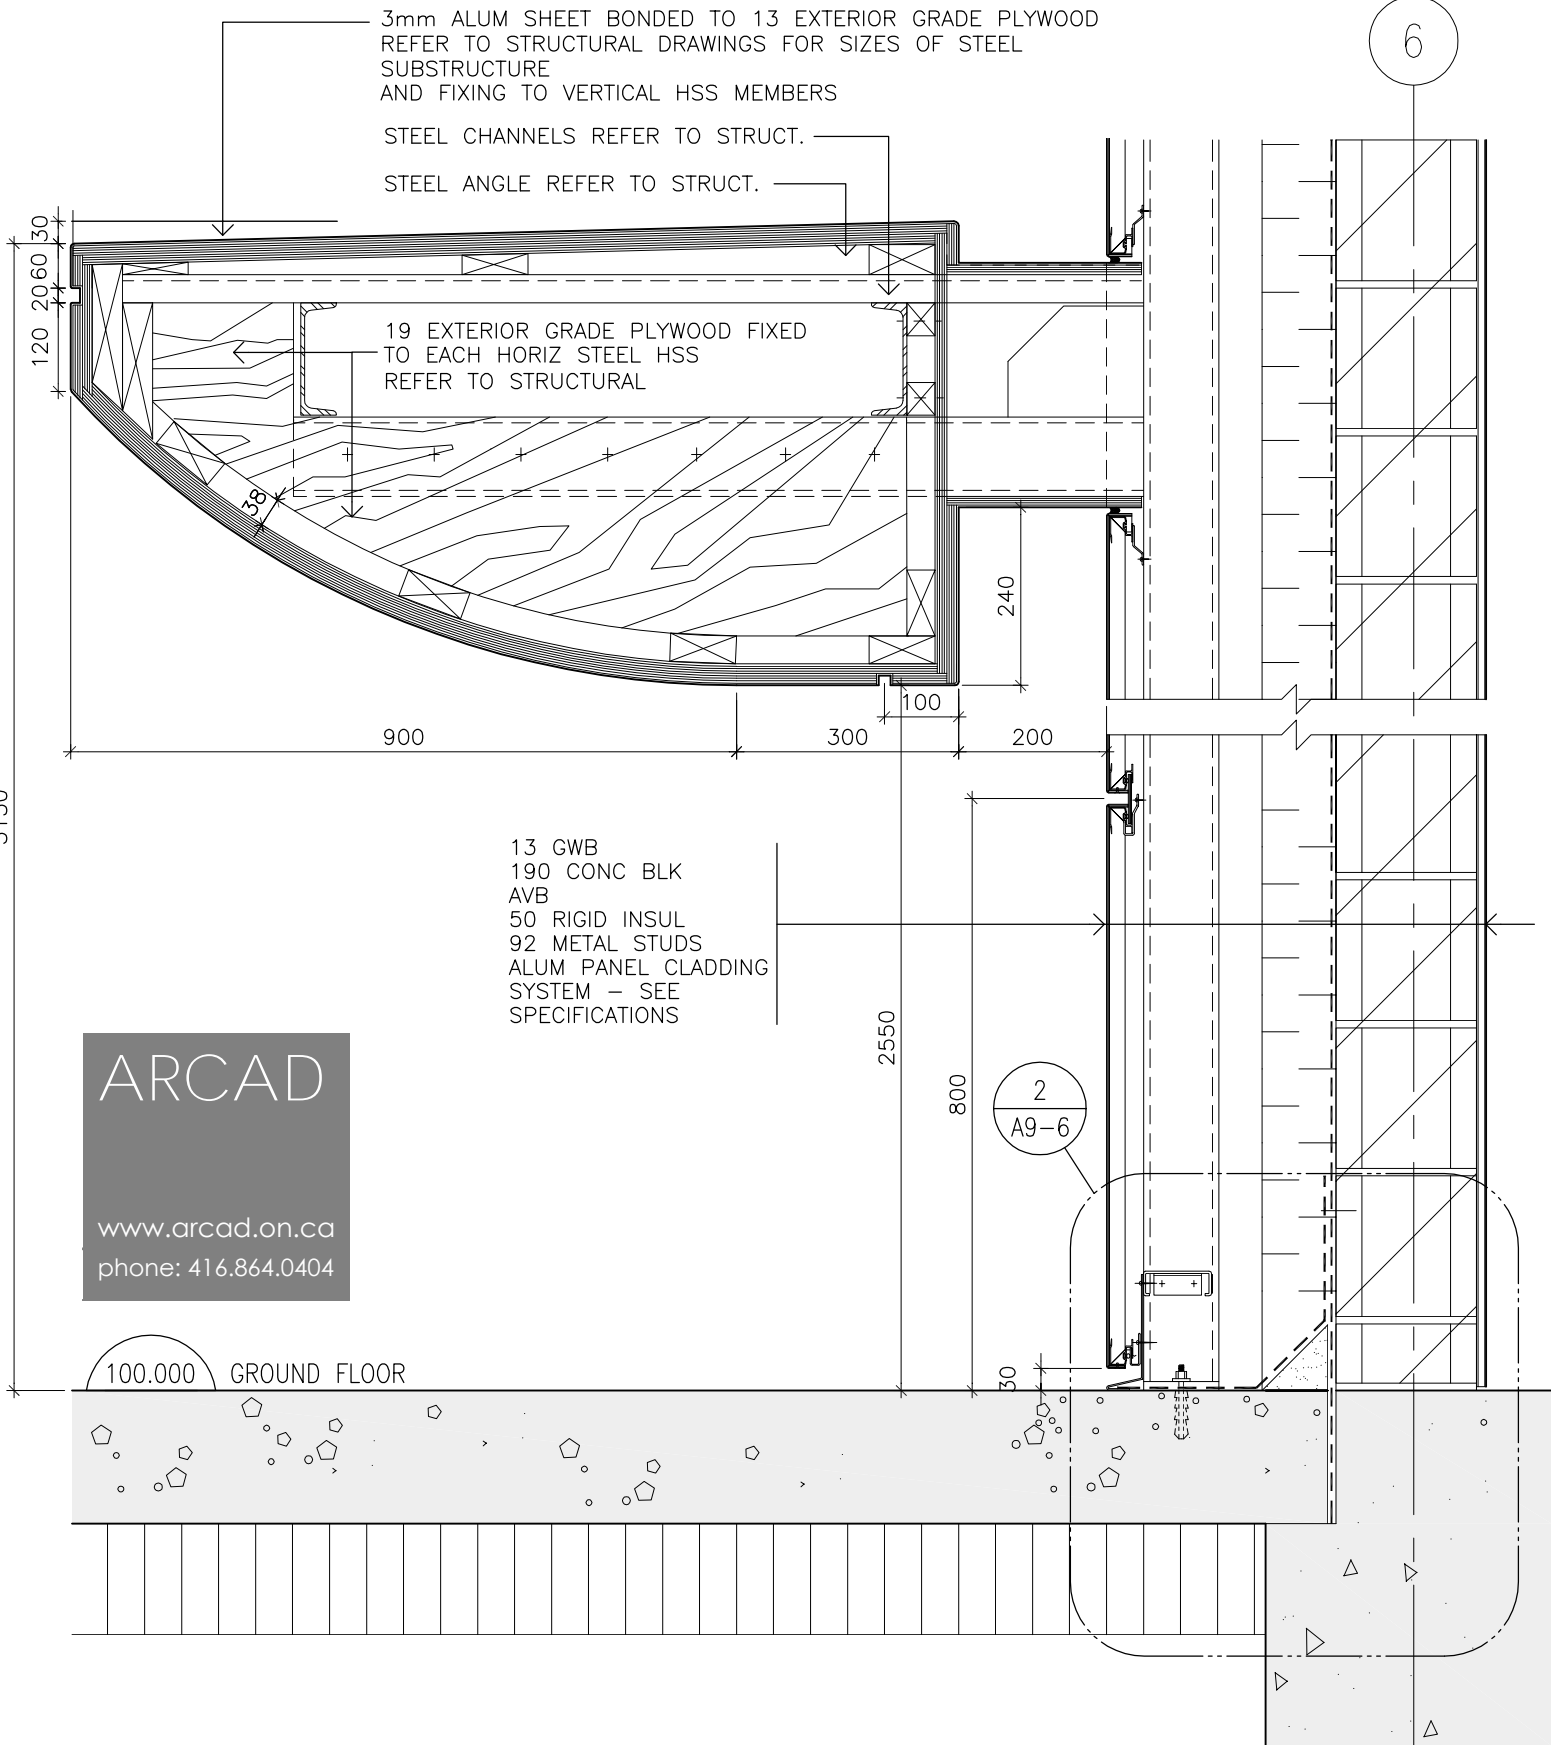 3mm ALUM SHEET BONDED TO 13 EXTERIOR GRADE PLYWOOD
REFER TO STRUCTURAL DRAWINGS FOR SIZES OF STEEL
SUBSTRUCTURE
AND FIXING TO VERTICAL HSS MEMBERS
6
STEEL CHANNELS REFER TO STRUCT.
STEEL ANGLE REFER TO STRUCT.
30
60
20
120
19 EXTERIOR GRADE PLYWOOD FIXED
TO EACH HORIZ STEEL HSS
REFER TO STRUCTURAL
38
240
100
900
300
200
13 GWB
190 CONC BLK
AVB
50 RIGID INSUL
92 METAL STUDS
ALUM PANEL CLADDING
SYSTEM – SEE
SPECIFICATIONS
2550
800
2
A9–6
ARCAD
www.arcad.on.ca
phone: 416.864.0404
30
100.000 GROUND FLOOR